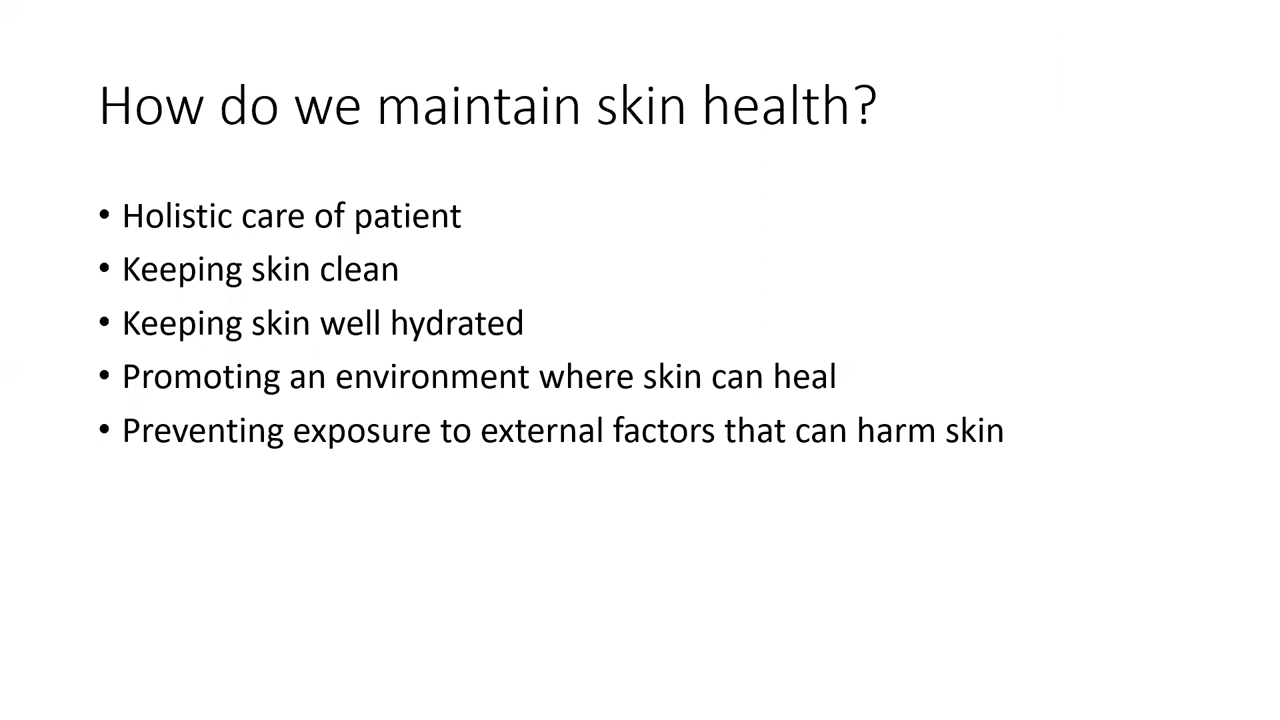 How do we maintain skin health?
• Holistic care of patient
• Keeping skin clean
• Keeping skin well hydrated
• Promoting an environment where skin can heal
• Preventing exposure to external factors that can harm skin